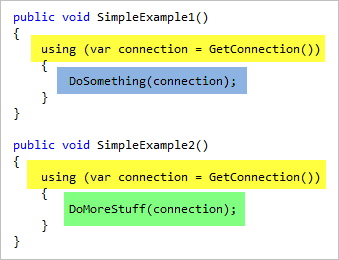 public void SimpleExample1()
{
    using (var connection = GetConnection())
    {
        DoSomething(connection);
    }
}
public void SimpleExample2()
{
    using (var connection = GetConnection())
    {
        DoMoreStuff(connection);
    }
}